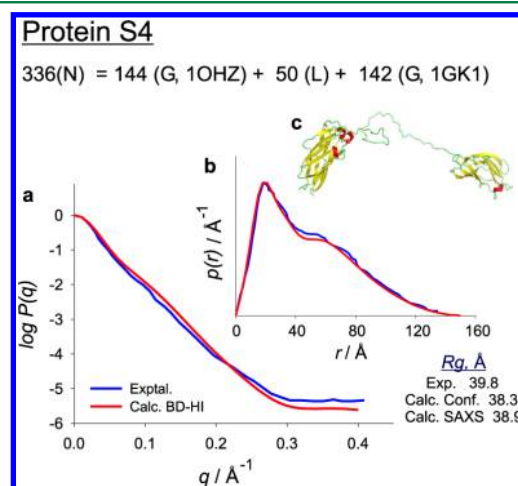 Protein S4
336(N) = 144 (G, 1OHZ) + 50 (L) + 142 (G, 1GK1)
c
a
b
0
-1
-2
-3
-4
-5
-6
log P(q)
p(r) / Å⁻¹
0 40 80 120 160
r / Å
Exptal.
Calc. BD-HI
0.0 0.1 0.2 0.3 0.4
q / Å⁻¹
Rg, Å
Exp. 39.8
Calc. Conf. 38.3
Calc. SAXS 38.9